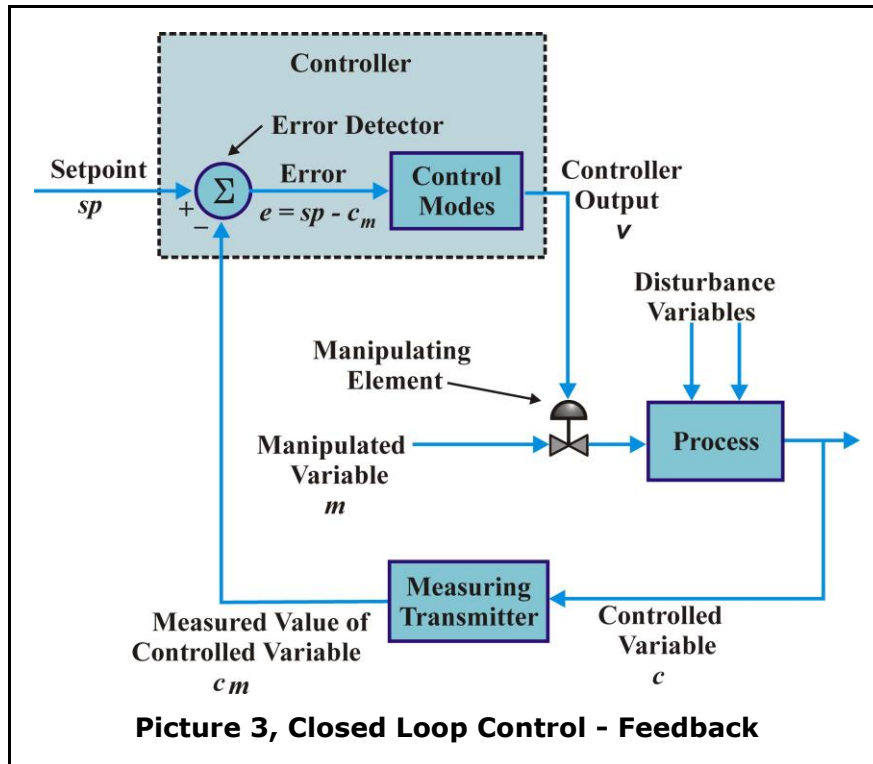 Controller
Error Detector
Setpoint
sp
+
−
Σ
Error
e = sp - cm
Control
Modes
Controller
Output
v
Disturbance
Variables
Manipulating
Element
Manipulated
Variable
m
Process
Measuring
Transmitter
Measured Value of
Controlled Variable
cm
Controlled
Variable
c
Picture 3, Closed Loop Control - Feedback